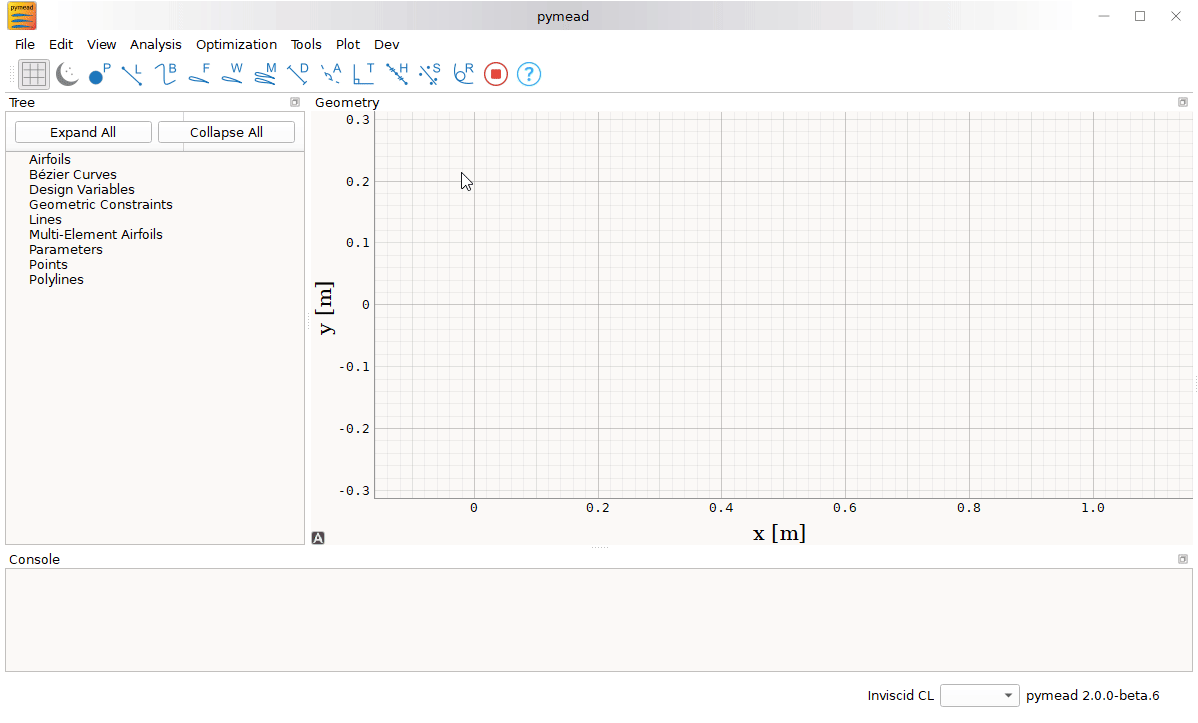 pymead
pymead
File Edit View Analysis Optimization Tools Plot Dev
P L B F W M D A T H S R ?
Tree
Geometry
Expand All Collapse All
Airfoils
Bézier Curves
Design Variables
Geometric Constraints
Lines
Multi-Element Airfoils
Parameters
Points
Polylines
0.3
0.2
0.1
0
-0.1
-0.2
-0.3
y [m]
0 0.2 0.4 0.6 0.8 1.0
x [m]
A
Console
Inviscid CL pymead 2.0.0-beta.6